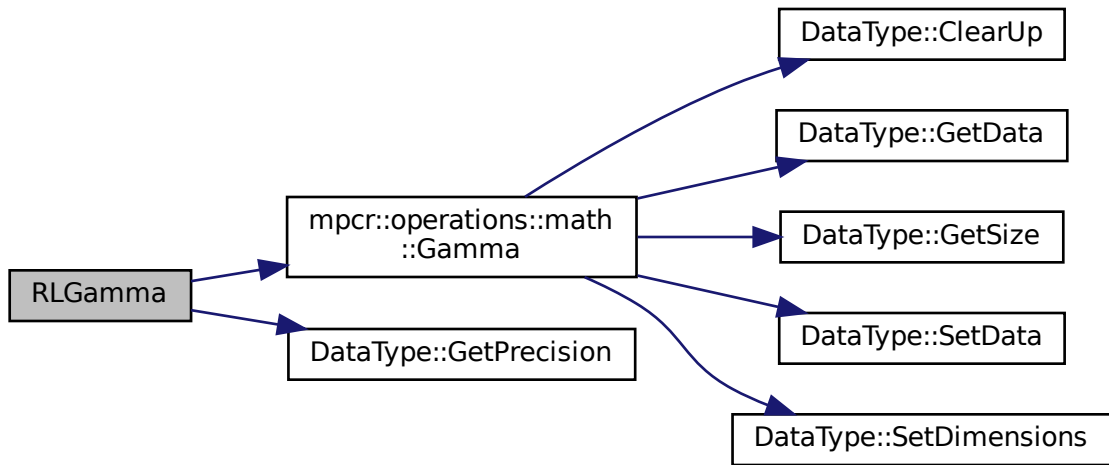 RLGamma
mpcr::operations::math
::Gamma
DataType::GetPrecision
DataType::ClearUp
DataType::GetData
DataType::GetSize
DataType::SetData
DataType::SetDimensions